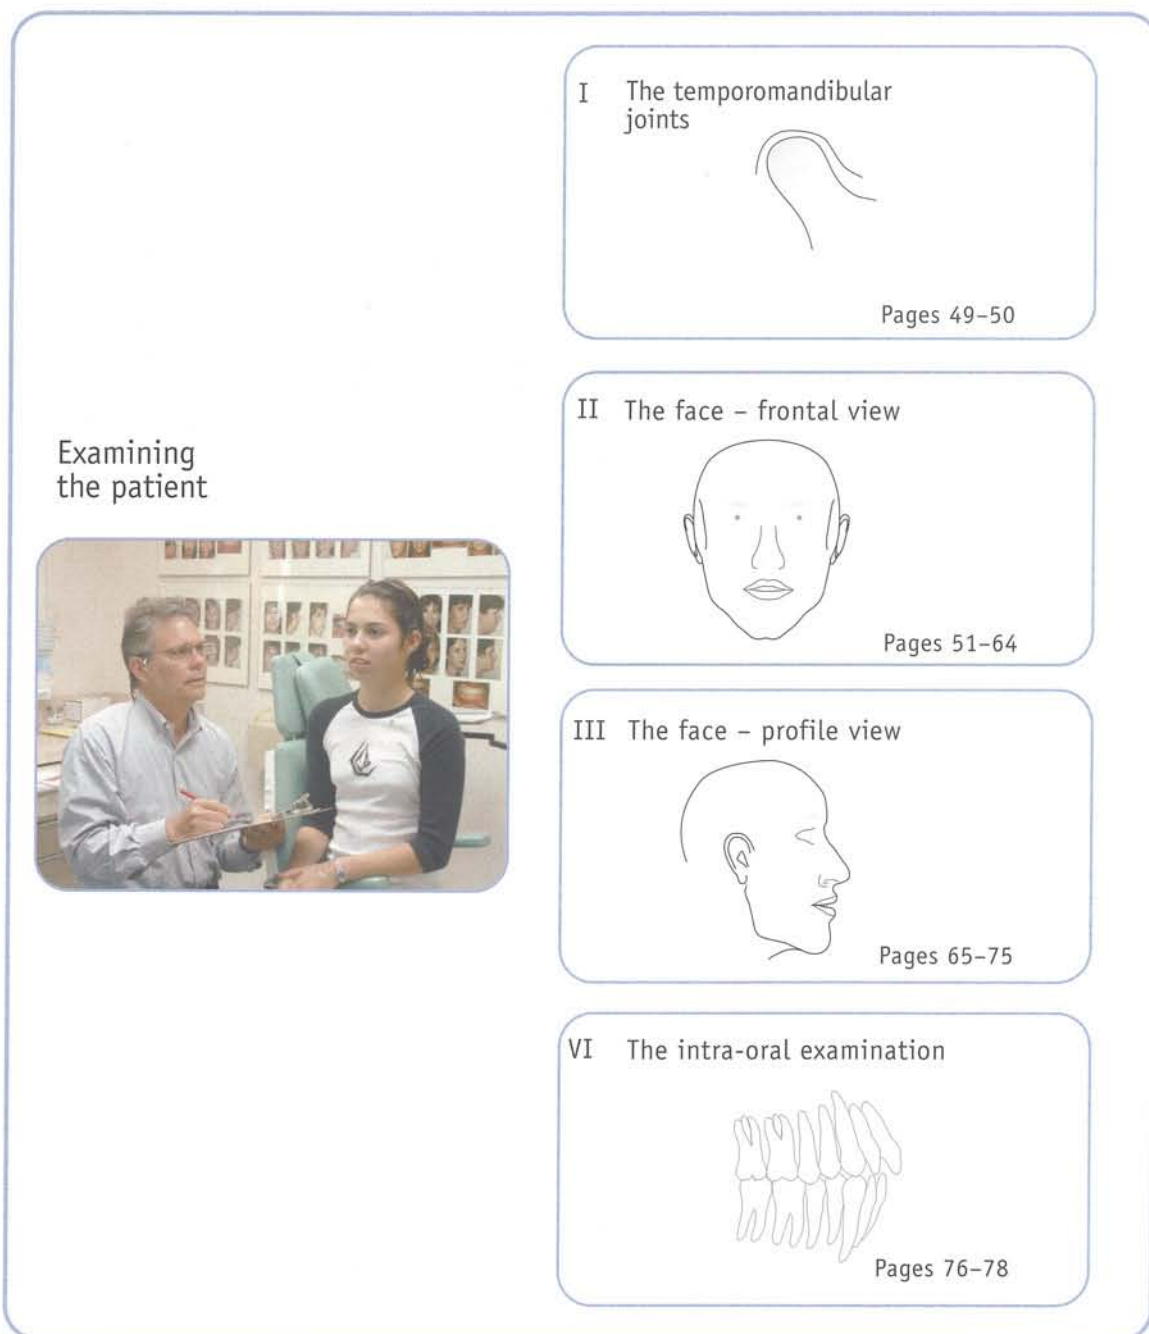 Examining
the patient
I The temporomandibular
joints
Pages 49–50
II The face – frontal view
Pages 51–64
III The face – profile view
Pages 65–75
VI The intra-oral examination
Pages 76–78